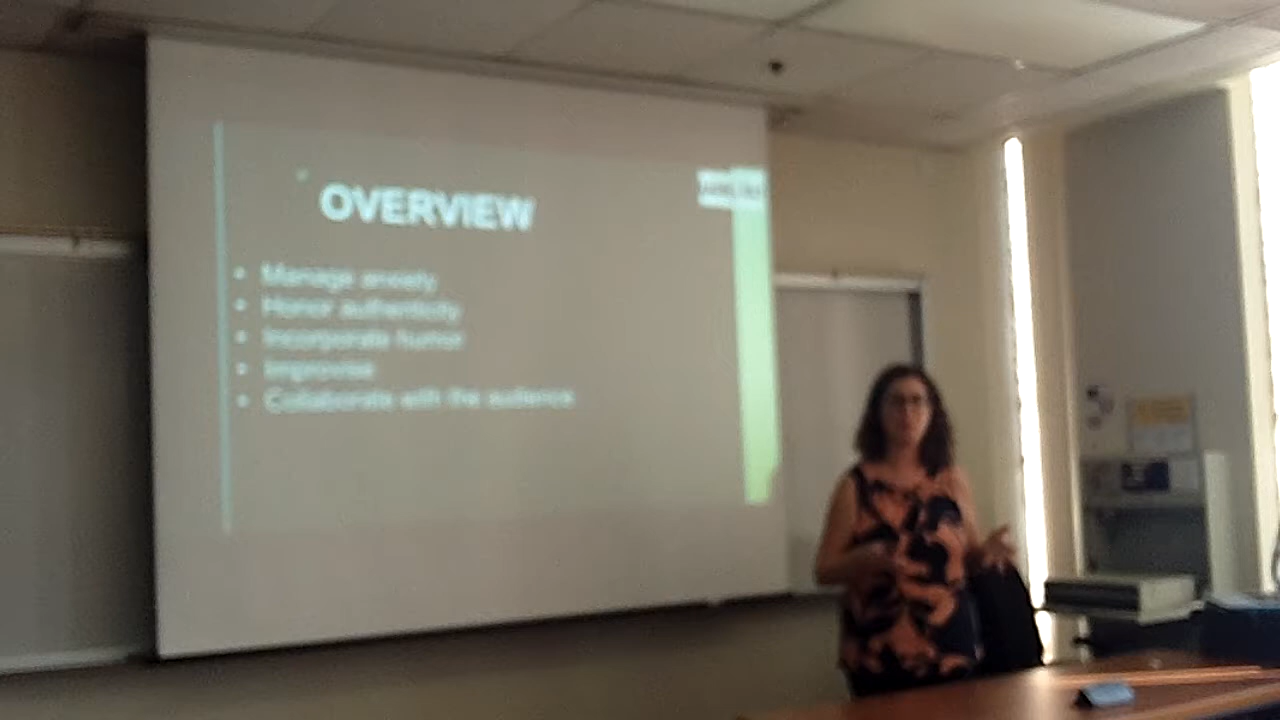 OVERVIEW
• Manage anxiety
• Honor authenticity
• Incorporate humor
• Improvise
• Collaborate with the audience